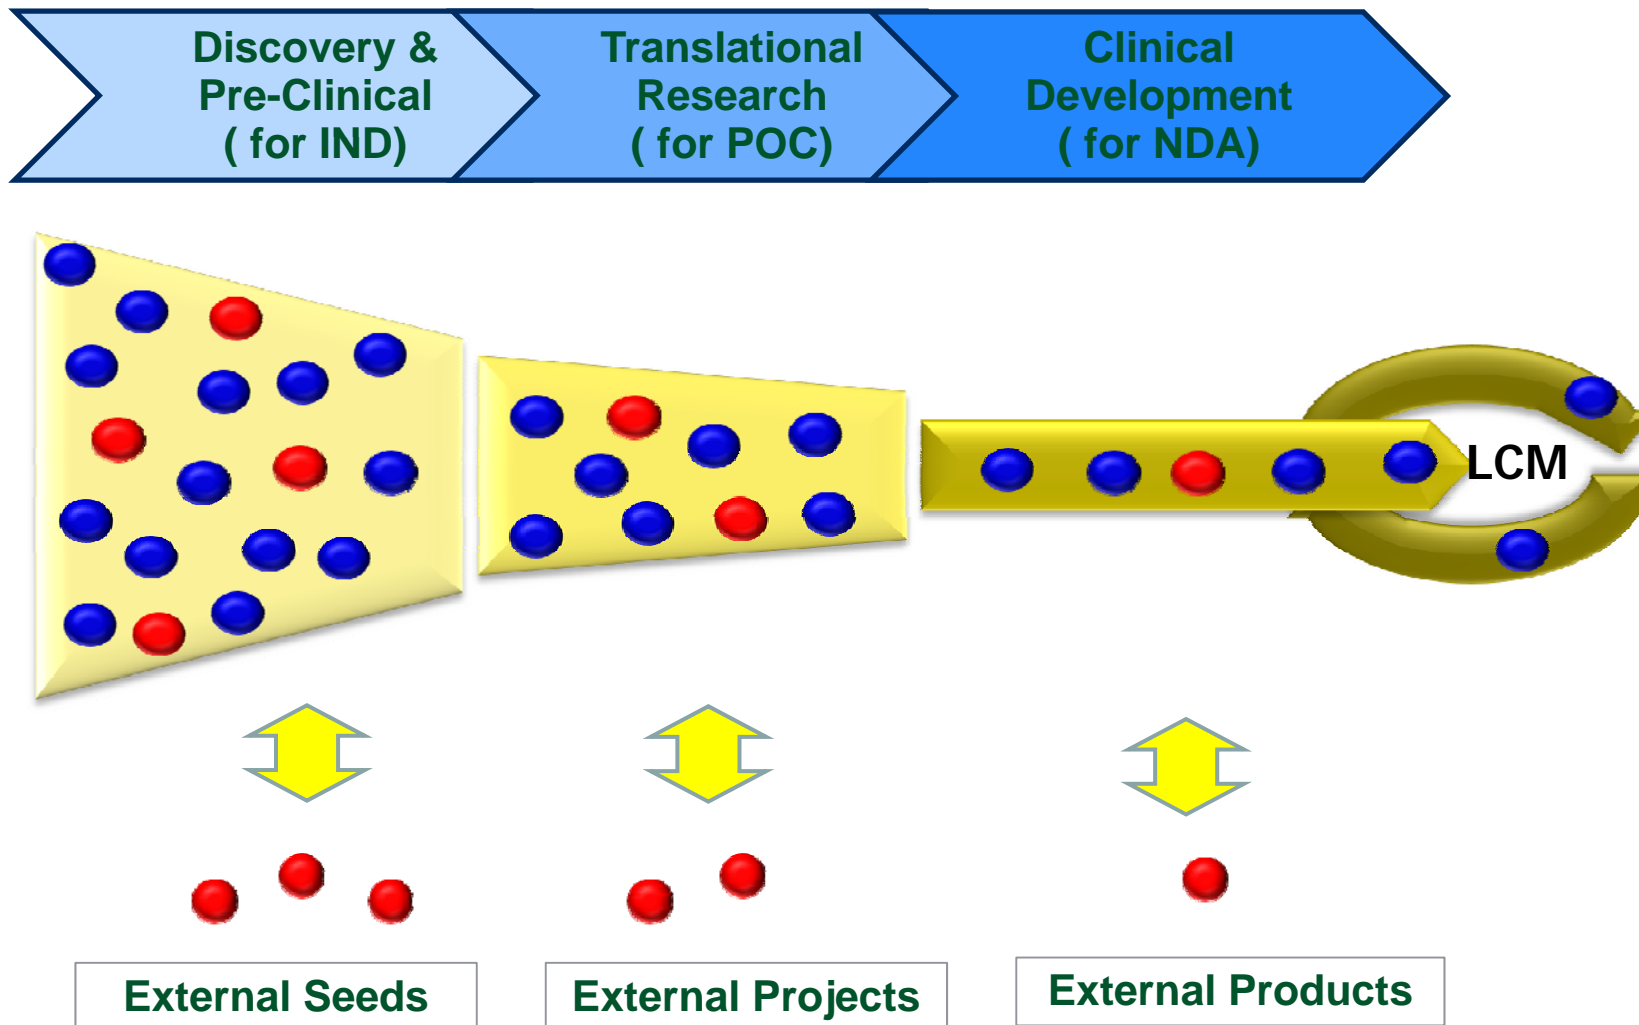 Discovery &
Pre-Clinical
( for IND)
Translational
Research
( for POC)
Clinical
Development
( for NDA)
LCM
External Seeds
External Projects
External Products